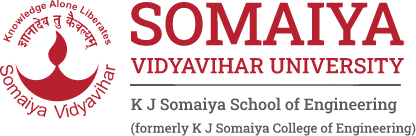 Knowledge Alone Liberates
ज्ञानादेव तु कैवल्यम्
Somaiya Vidyavihar
SOMAIYA
VIDYAVIHAR UNIVERSITY
K J Somaiya School of Engineering
(formerly K J Somaiya College of Engineering)